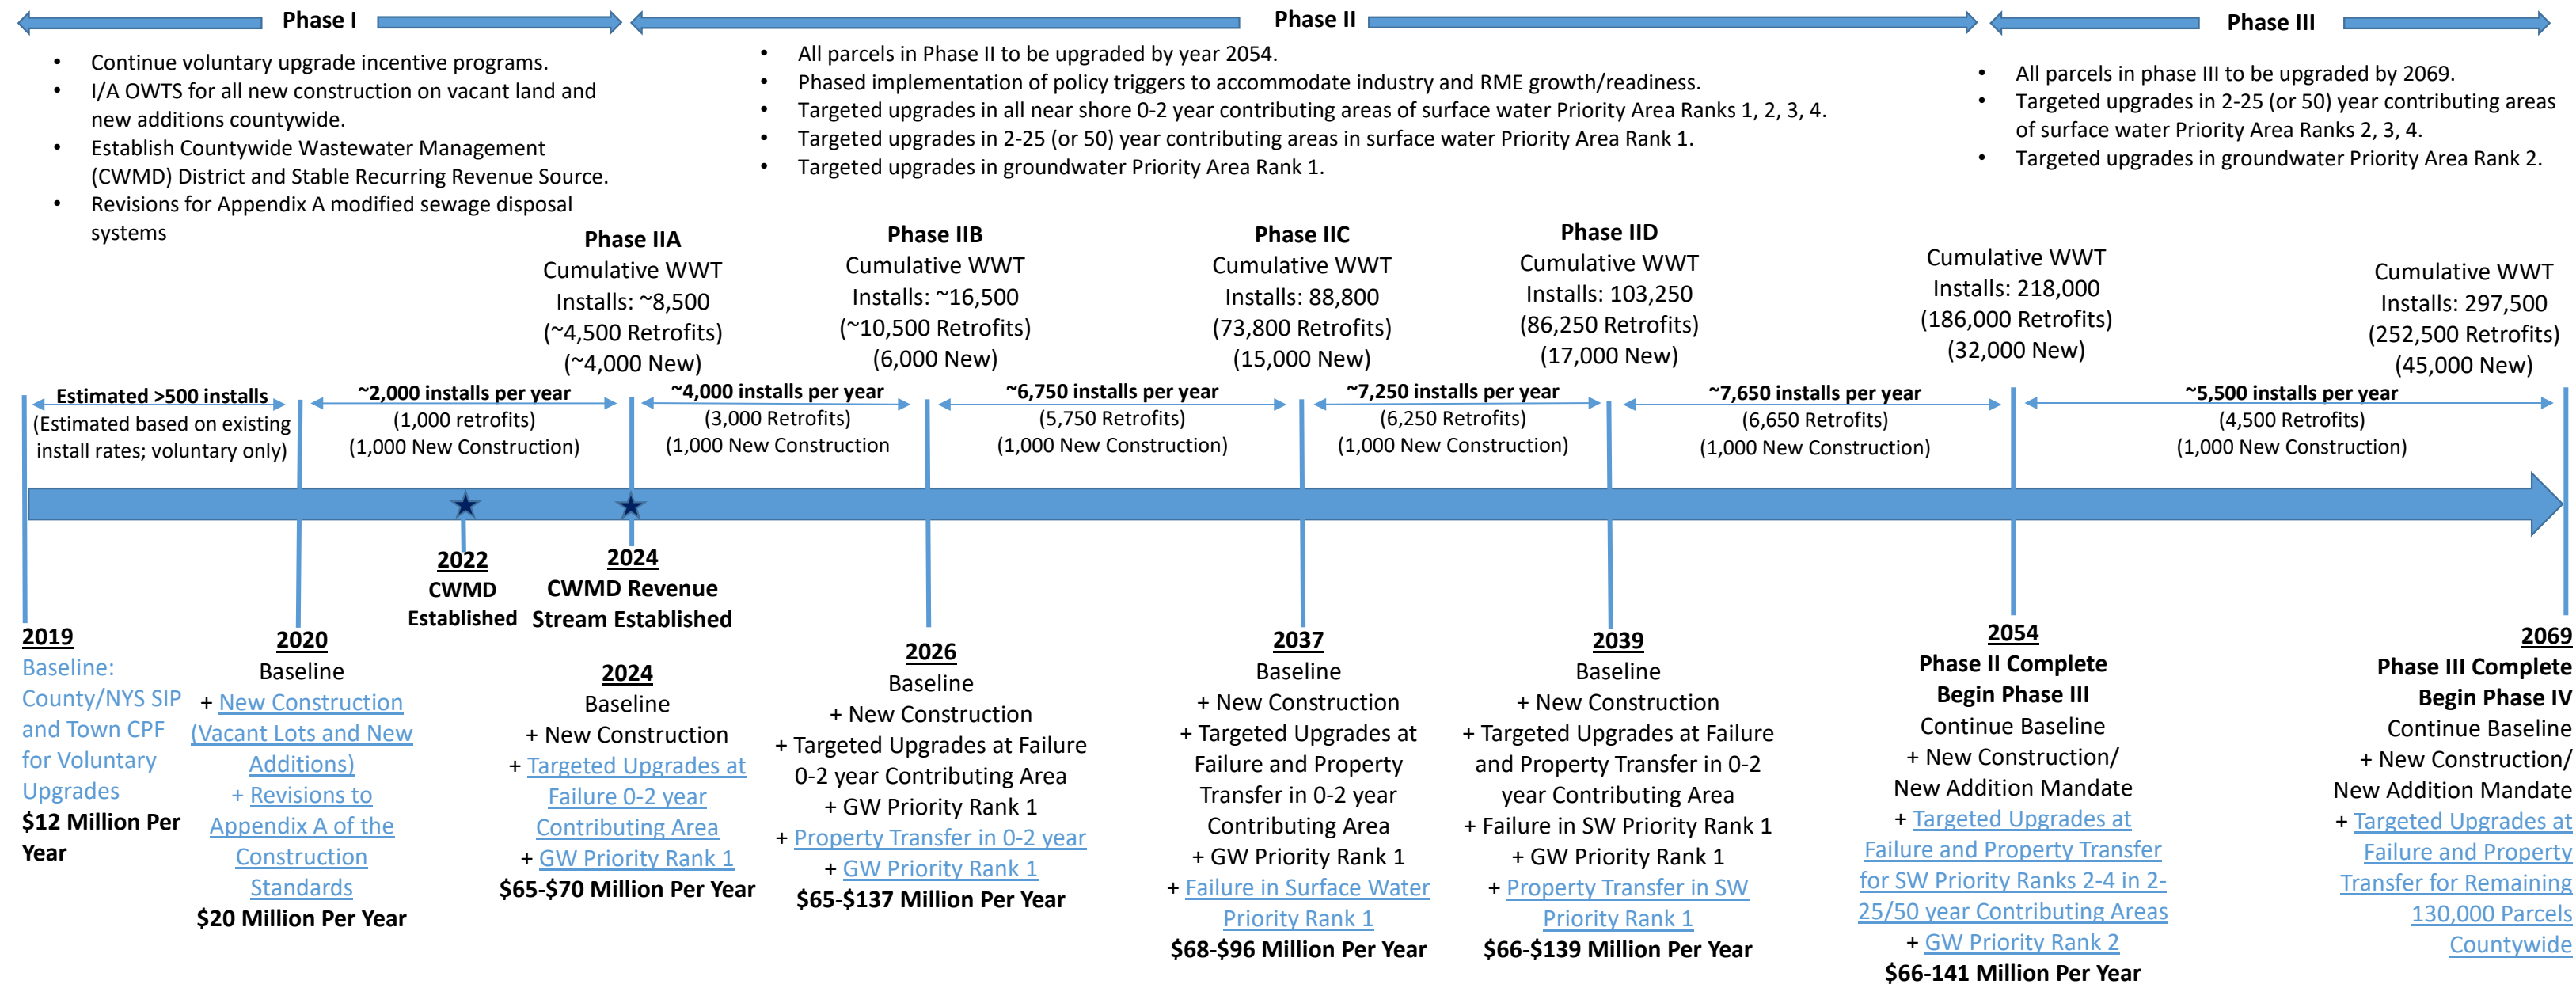 Phase I
Phase II
Phase III
• Continue voluntary upgrade incentive programs.
• I/A OWTS for all new construction on vacant land and
new additions countywide.
• Establish Countywide Wastewater Management
(CWMD) District and Stable Recurring Revenue Source.
• Revisions for Appendix A modified sewage disposal
systems
• All parcels in Phase II to be upgraded by year 2054.
• Phased implementation of policy triggers to accommodate industry and RME growth/readiness.
• Targeted upgrades in all near shore 0-2 year contributing areas of surface water Priority Area Ranks 1, 2, 3, 4.
• Targeted upgrades in 2-25 (or 50) year contributing areas in surface water Priority Area Rank 1.
• Targeted upgrades in groundwater Priority Area Rank 1.
• All parcels in phase III to be upgraded by 2069.
• Targeted upgrades in 2-25 (or 50) year contributing areas
of surface water Priority Area Ranks 2, 3, 4.
• Targeted upgrades in groundwater Priority Area Rank 2.
Phase IIA
Cumulative WWT
Installs: ~8,500
(~4,500 Retrofits)
(~4,000 New)
Phase IIB
Cumulative WWT
Installs: ~16,500
(~10,500 Retrofits)
(6,000 New)
Phase IIC
Cumulative WWT
Installs: 88,800
(73,800 Retrofits)
(15,000 New)
Phase IID
Cumulative WWT
Installs: 103,250
(86,250 Retrofits)
(17,000 New)
Cumulative WWT
Installs: 218,000
(186,000 Retrofits)
(32,000 New)
Cumulative WWT
Installs: 297,500
(252,500 Retrofits)
(45,000 New)
Estimated >500 installs
(Estimated based on existing
install rates; voluntary only)
~2,000 installs per year
(1,000 retrofits)
(1,000 New Construction)
~4,000 installs per year
(3,000 Retrofits)
(1,000 New Construction
~6,750 installs per year
(5,750 Retrofits)
(1,000 New Construction)
~7,250 installs per year
(6,250 Retrofits)
(1,000 New Construction)
~7,650 installs per year
(6,650 Retrofits)
(1,000 New Construction)
~5,500 installs per year
(4,500 Retrofits)
(1,000 New Construction)
2022
CWMD
Established
2024
CWMD Revenue
Stream Established
2019
Baseline:
County/NYS SIP
and Town CPF
for Voluntary
Upgrades
$12 Million Per
Year
2020
Baseline
+ New Construction
(Vacant Lots and New
Additions)
+ Revisions to
Appendix A of the
Construction
Standards
$20 Million Per Year
2024
Baseline
+ New Construction
+ Targeted Upgrades at
Failure 0-2 year
Contributing Area
+ GW Priority Rank 1
$65-$70 Million Per Year
2026
Baseline
+ New Construction
+ Targeted Upgrades at Failure
0-2 year Contributing Area
+ GW Priority Rank 1
+ Property Transfer in 0-2 year
+ GW Priority Rank 1
$65-$137 Million Per Year
2037
Baseline
+ New Construction
+ Targeted Upgrades at
Failure and Property
Transfer in 0-2 year
Contributing Area
+ GW Priority Rank 1
+ Failure in Surface Water
Priority Rank 1
$68-$96 Million Per Year
2039
Baseline
+ New Construction
+ Targeted Upgrades at Failure
and Property Transfer in 0-2
year Contributing Area
+ Failure in SW Priority Rank 1
+ GW Priority Rank 1
+ Property Transfer in SW
Priority Rank 1
$66-$139 Million Per Year
2054
Phase II Complete
Begin Phase III
Continue Baseline
+ New Construction/
New Addition Mandate
+ Targeted Upgrades at
Failure and Property Transfer
for SW Priority Ranks 2-4 in 2-
25/50 year Contributing Areas
+ GW Priority Rank 2
$66-141 Million Per Year
2069
Phase III Complete
Begin Phase IV
Continue Baseline
+ New Construction/
New Addition Mandate
+ Targeted Upgrades at
Failure and Property
Transfer for Remaining
130,000 Parcels
Countywide